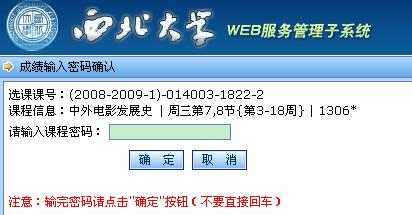 西北大学 WEB服务管理子系统
成绩输入密码确认
选课课号：(2008-2009-1)-014003-1822-2
课程信息：中外电影发展史 | 周三第7,8节{第3-18周} | 1306*
请输入课程密码：
确 定 取 消
注意：输完密码请点击"确定"按钮（不要直接回车）